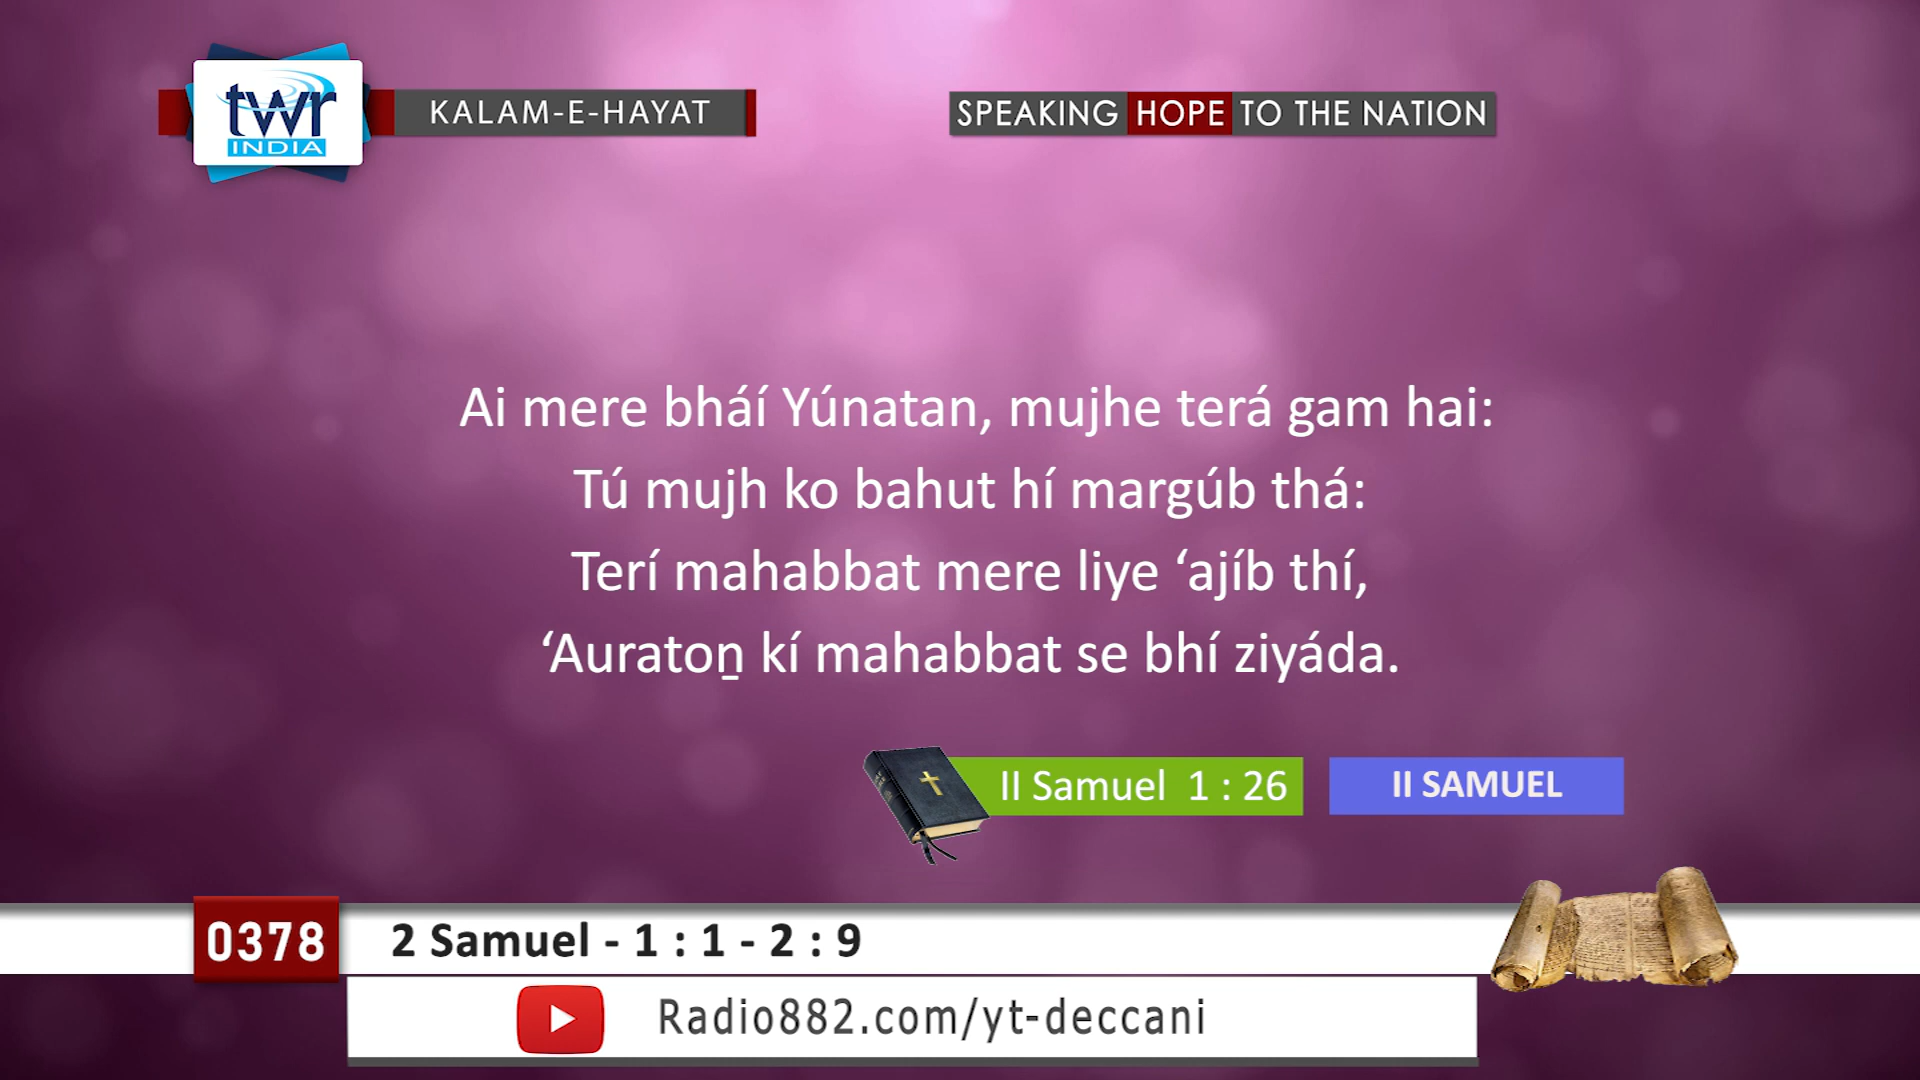 twr
INDIA
KALAM-E-HAYAT
SPEAKING HOPE TO THE NATION
Ai mere bháí Yúnatan, mujhe terá gam hai:
Tú mujh ko bahut hí margúb thá:
Terí mahabbat mere liye ‘ajíb thí,
‘Auratoṉ kí mahabbat se bhí ziyáda.
II Samuel 1 : 26
II SAMUEL
0378
2 Samuel - 1 : 1 - 2 : 9
Radio882.com/yt-deccani